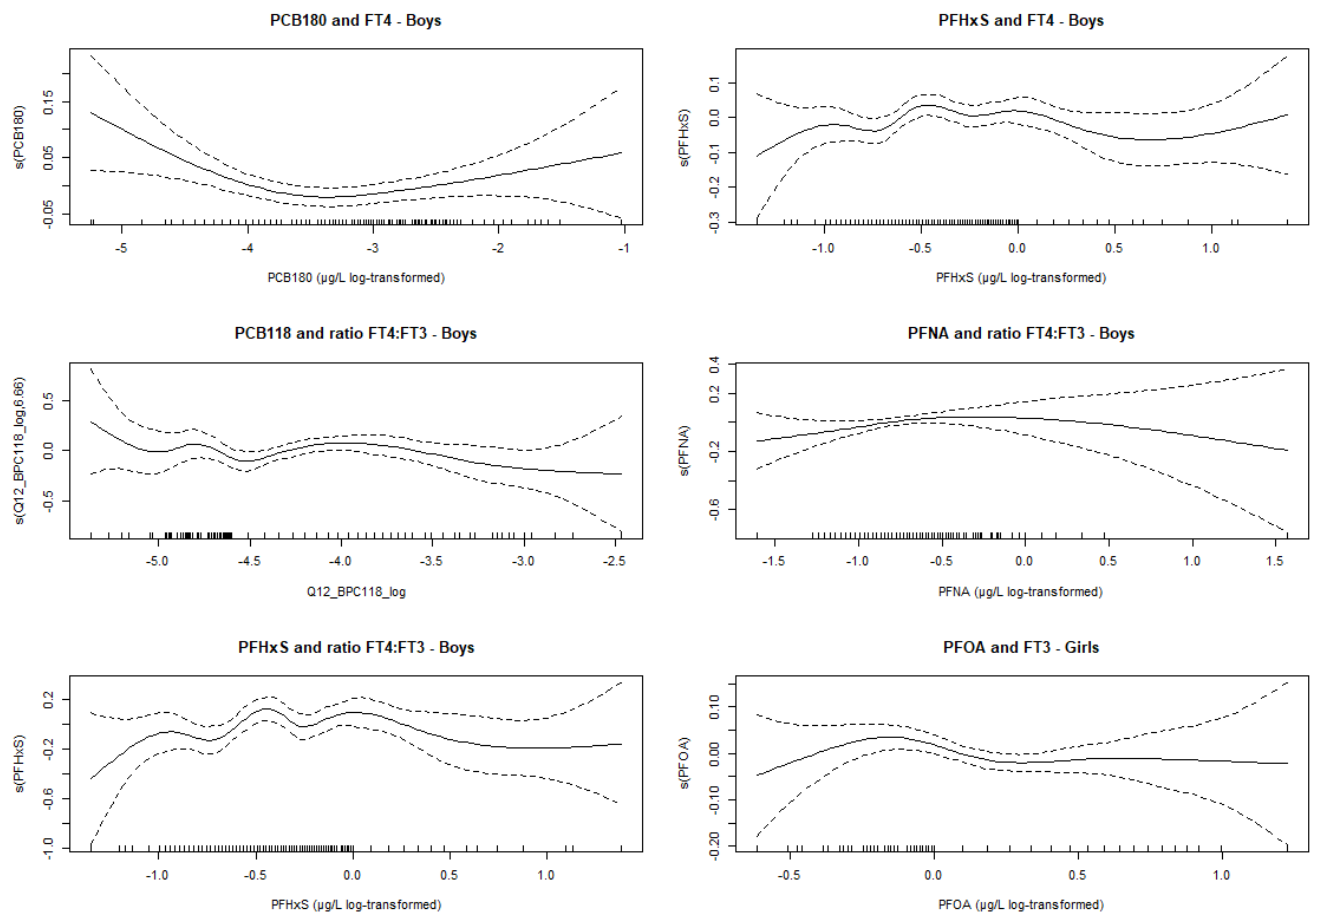 PCB180 and FT4 - Boys
s(PCB180)
-0.05 0.05 0.15
-5 -4 -3 -2 -1
PCB180 (µg/L log-transformed)
PFHxS and FT4 - Boys
s(PFHxS)
-0.3 -0.2 -0.1 0.0 0.1
-1.0 -0.5 0.0 0.5 1.0
PFHxS (µg/L log-transformed)
PCB118 and ratio FT4:FT3 - Boys
s(Q12_BPC118_log,6.66)
-0.5 0.0 0.5
-5.0 -4.5 -4.0 -3.5 -3.0 -2.5
Q12_BPC118_log
PFNA and ratio FT4:FT3 - Boys
s(PFNA)
-0.6 -0.2 0.2 0.4
-1.5 -1.0 -0.5 0.0 0.5 1.0 1.5
PFNA (µg/L log-transformed)
PFHxS and ratio FT4:FT3 - Boys
s(PFHxS)
-1.0 -0.6 -0.2 0.2
-1.0 -0.5 0.0 0.5 1.0
PFHxS (µg/L log-transformed)
PFOA and FT3 - Girls
s(PFOA)
-0.20 -0.10 0.00 0.10
-0.5 0.0 0.5 1.0
PFOA (µg/L log-transformed)